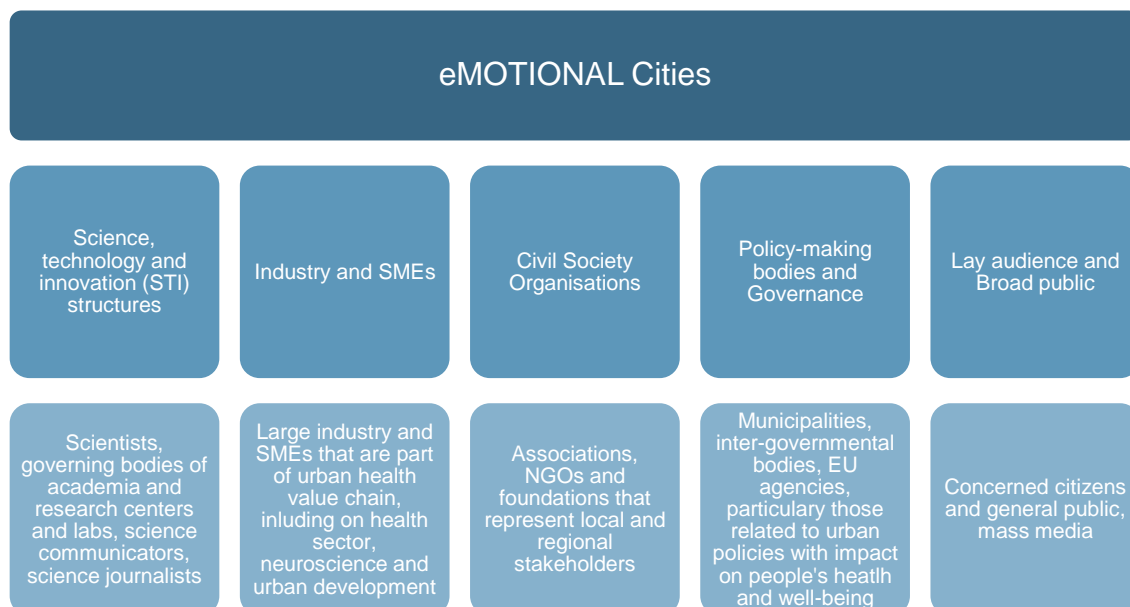 eMOTIONAL Cities
Science,
technology and
innovation (STI)
structures
Industry and SMEs
Civil Society
Organisations
Policy-making
bodies and
Governance
Lay audience and
Broad public
Scientists,
governing bodies of
academia and
research centers
and labs, science
communicators,
science journalists
Large industry and
SMEs that are part
of urban health
value chain,
inluding on health
sector,
neuroscience and
urban development
Associations,
NGOs and
foundations that
represent local and
regional
stakeholders
Municipalities,
inter-governmental
bodies, EU
agencies,
particulary those
related to urban
policies with impact
on people's heatlh
and well-being
Concerned citizens
and general public,
mass media